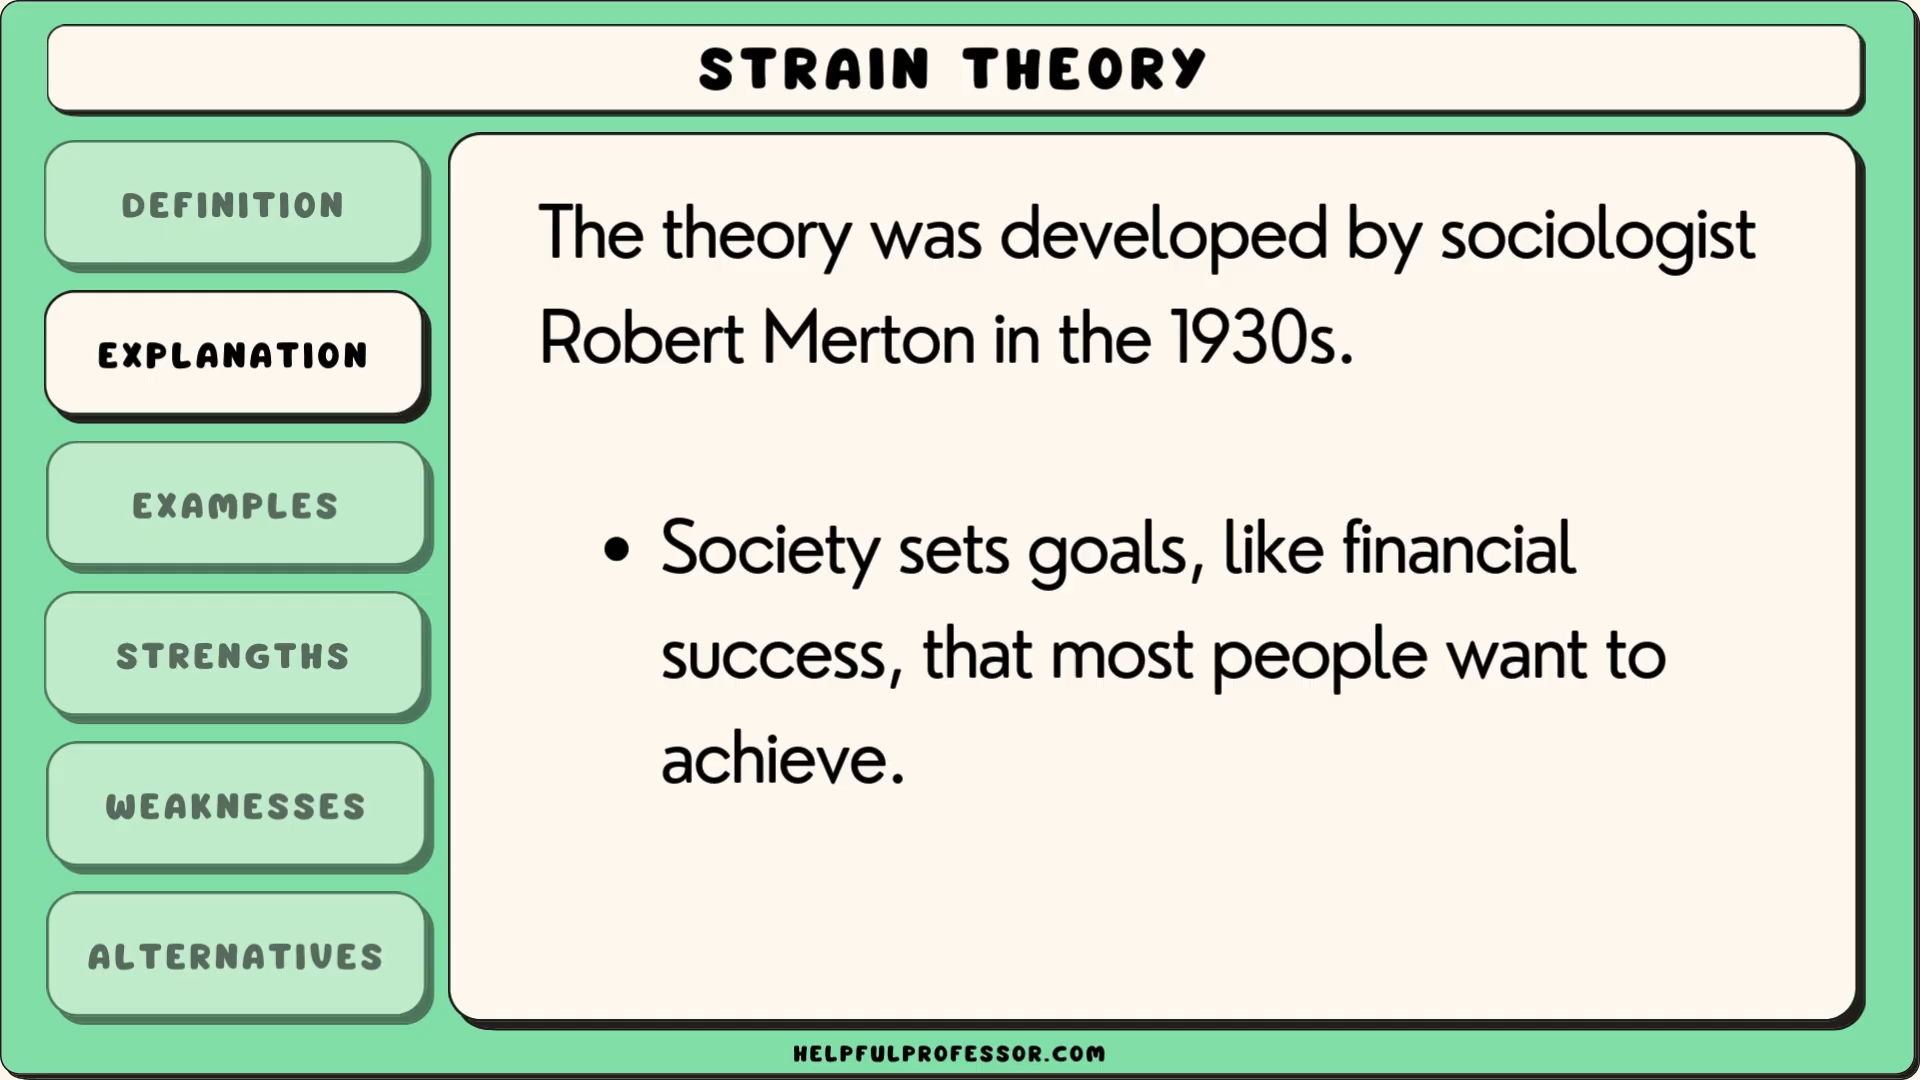 STRAIN THEORY
DEFINITION
EXPLANATION
EXAMPLES
STRENGTHS
WEAKNESSES
ALTERNATIVES
The theory was developed by sociologist
Robert Merton in the 1930s.
• Society sets goals, like financial
success, that most people want to
achieve.
HELPFULPROFESSOR.COM